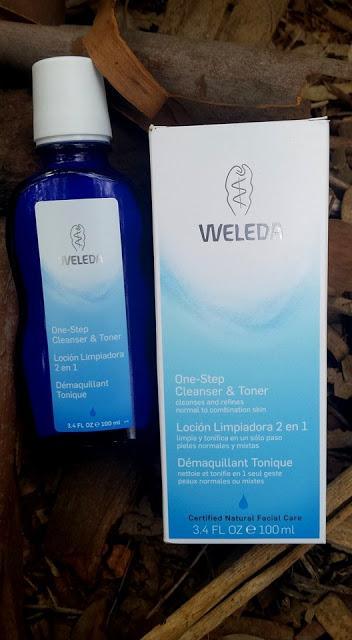 WELEDA
One-Step
Cleanser & Toner
Loción Limpiadora
2 en 1
Démaquillant
Tonique
3.4 FL OZ ℮ 100 ml
WELEDA
One-Step
Cleanser & Toner
cleanses and refines
normal to combination skin
Loción Limpiadora 2 en 1
limpia y tonifica en un sólo paso
pieles normales y mixtas
Démaquillant Tonique
nettoie et tonifie en 1 seul geste
peaux normales ou mixtes
Certified Natural Facial Care
3.4 FL OZ ℮ 100 ml